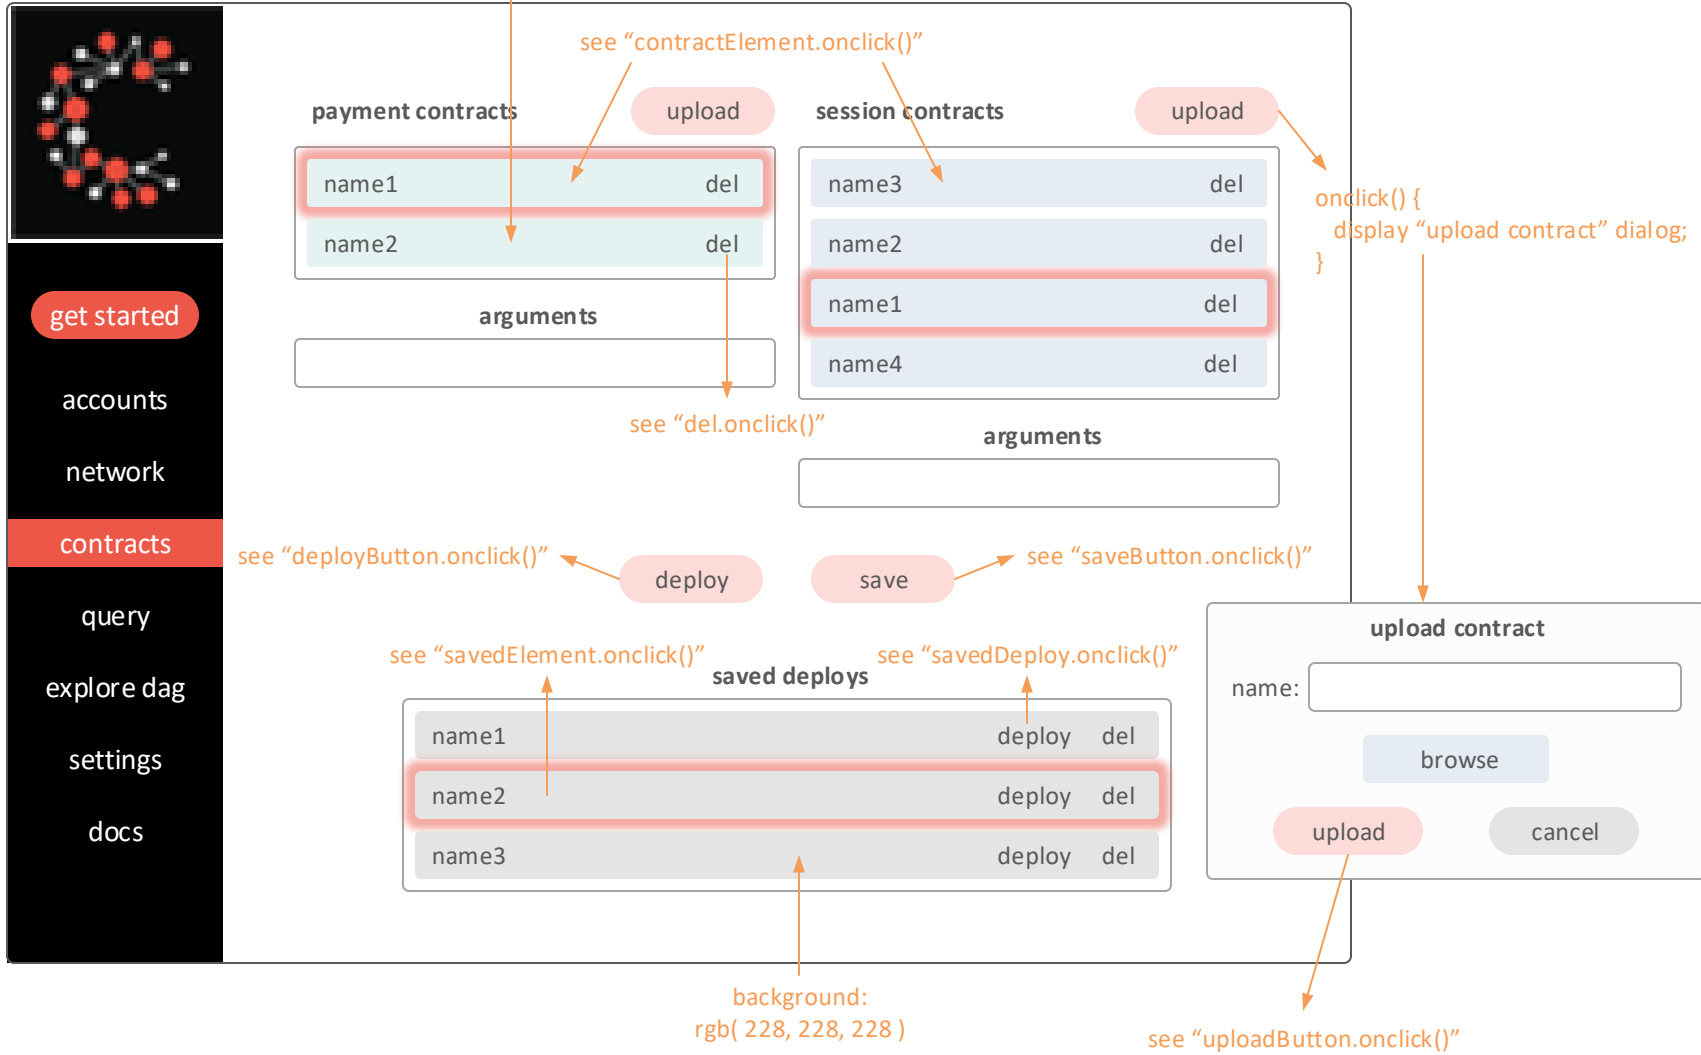 see “contractElement.onclick()”
payment contracts
upload
session contracts
upload
name1 del
name2 del
name3 del
name2 del
name1 del
name4 del
onclick() {
display “upload contract” dialog;
}
get started
accounts
network
contracts
query
explore dag
settings
docs
arguments
see “del.onclick()”
arguments
see “deployButton.onclick()”
deploy
save
see “saveButton.onclick()”
see “savedElement.onclick()”
see “savedDeploy.onclick()”
saved deploys
name1 deploy del
name2 deploy del
name3 deploy del
upload contract
name:
browse
upload
cancel
background:
rgb( 228, 228, 228 )
see “uploadButton.onclick()”